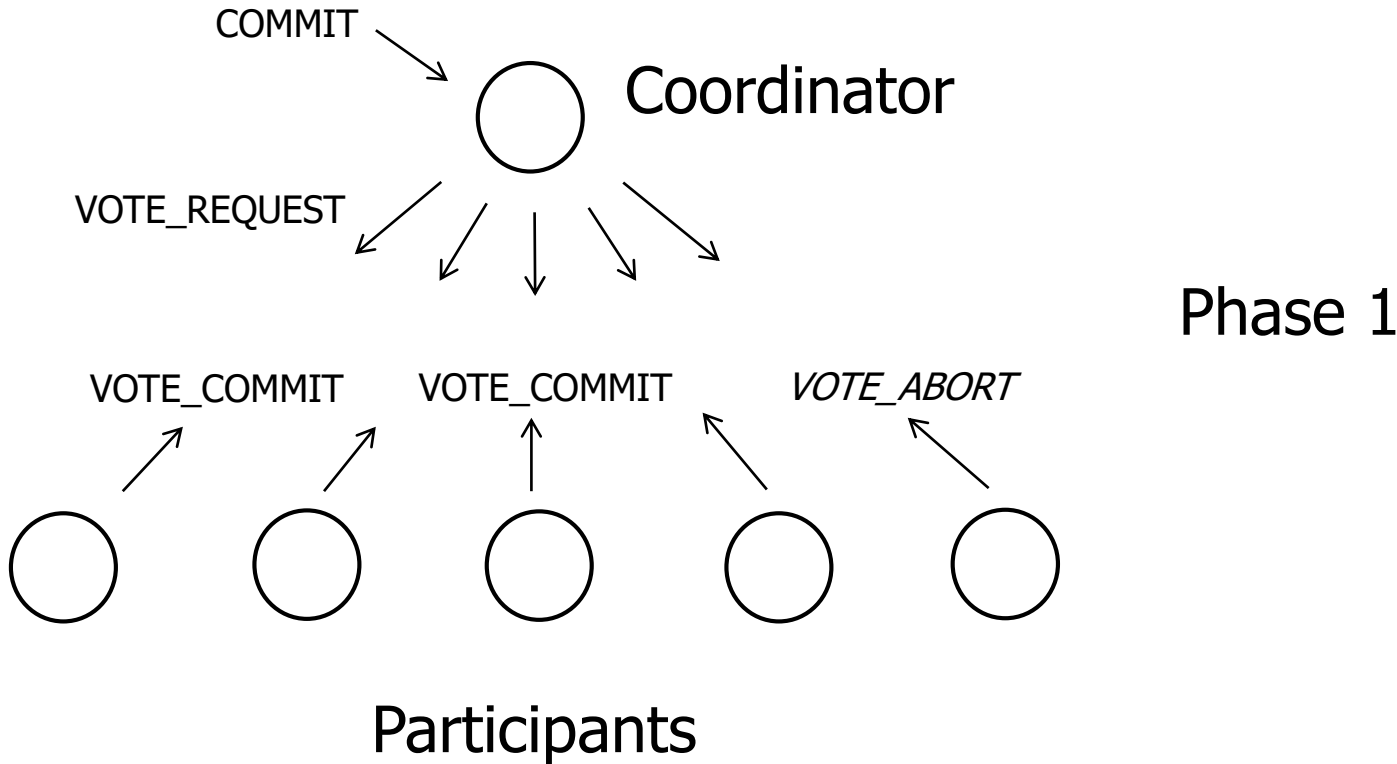 COMMIT
Coordinator
VOTE_REQUEST
Phase 1
VOTE_COMMIT VOTE_COMMIT VOTE_ABORT
Participants